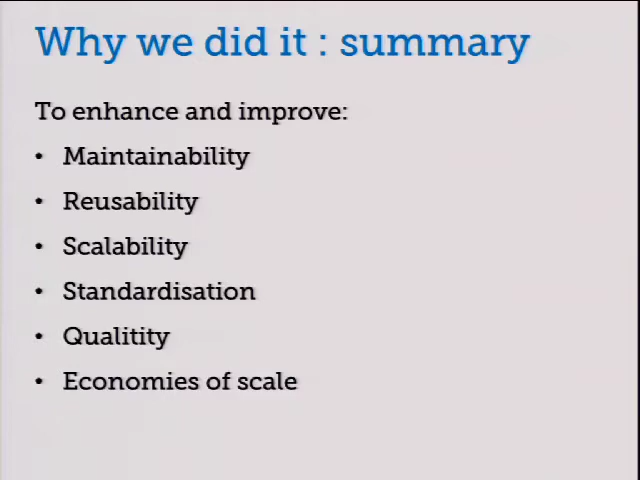 Why we did it : summary
To enhance and improve:
• Maintainability
• Reusability
• Scalability
• Standardisation
• Qualitity
• Economies of scale